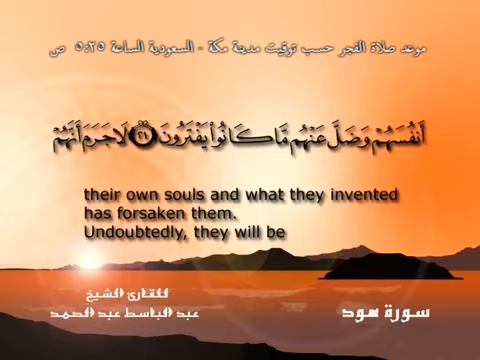 موعد صلاة الفجر حسب توقيت مدينة مكة - السعودية الساعة ٥:٢٥ ص
أَنفُسَهُمْ وَضَلَّ عَنْهُم مَّا كَانُوا۟ يَفْتَرُونَ ٢١ لَا جَرَمَ أَنَّهُمْ
their own souls and what they invented
has forsaken them.
Undoubtedly, they will be
للقارئ الشيخ
عبد الباسط عبد الصمد
سورة هود